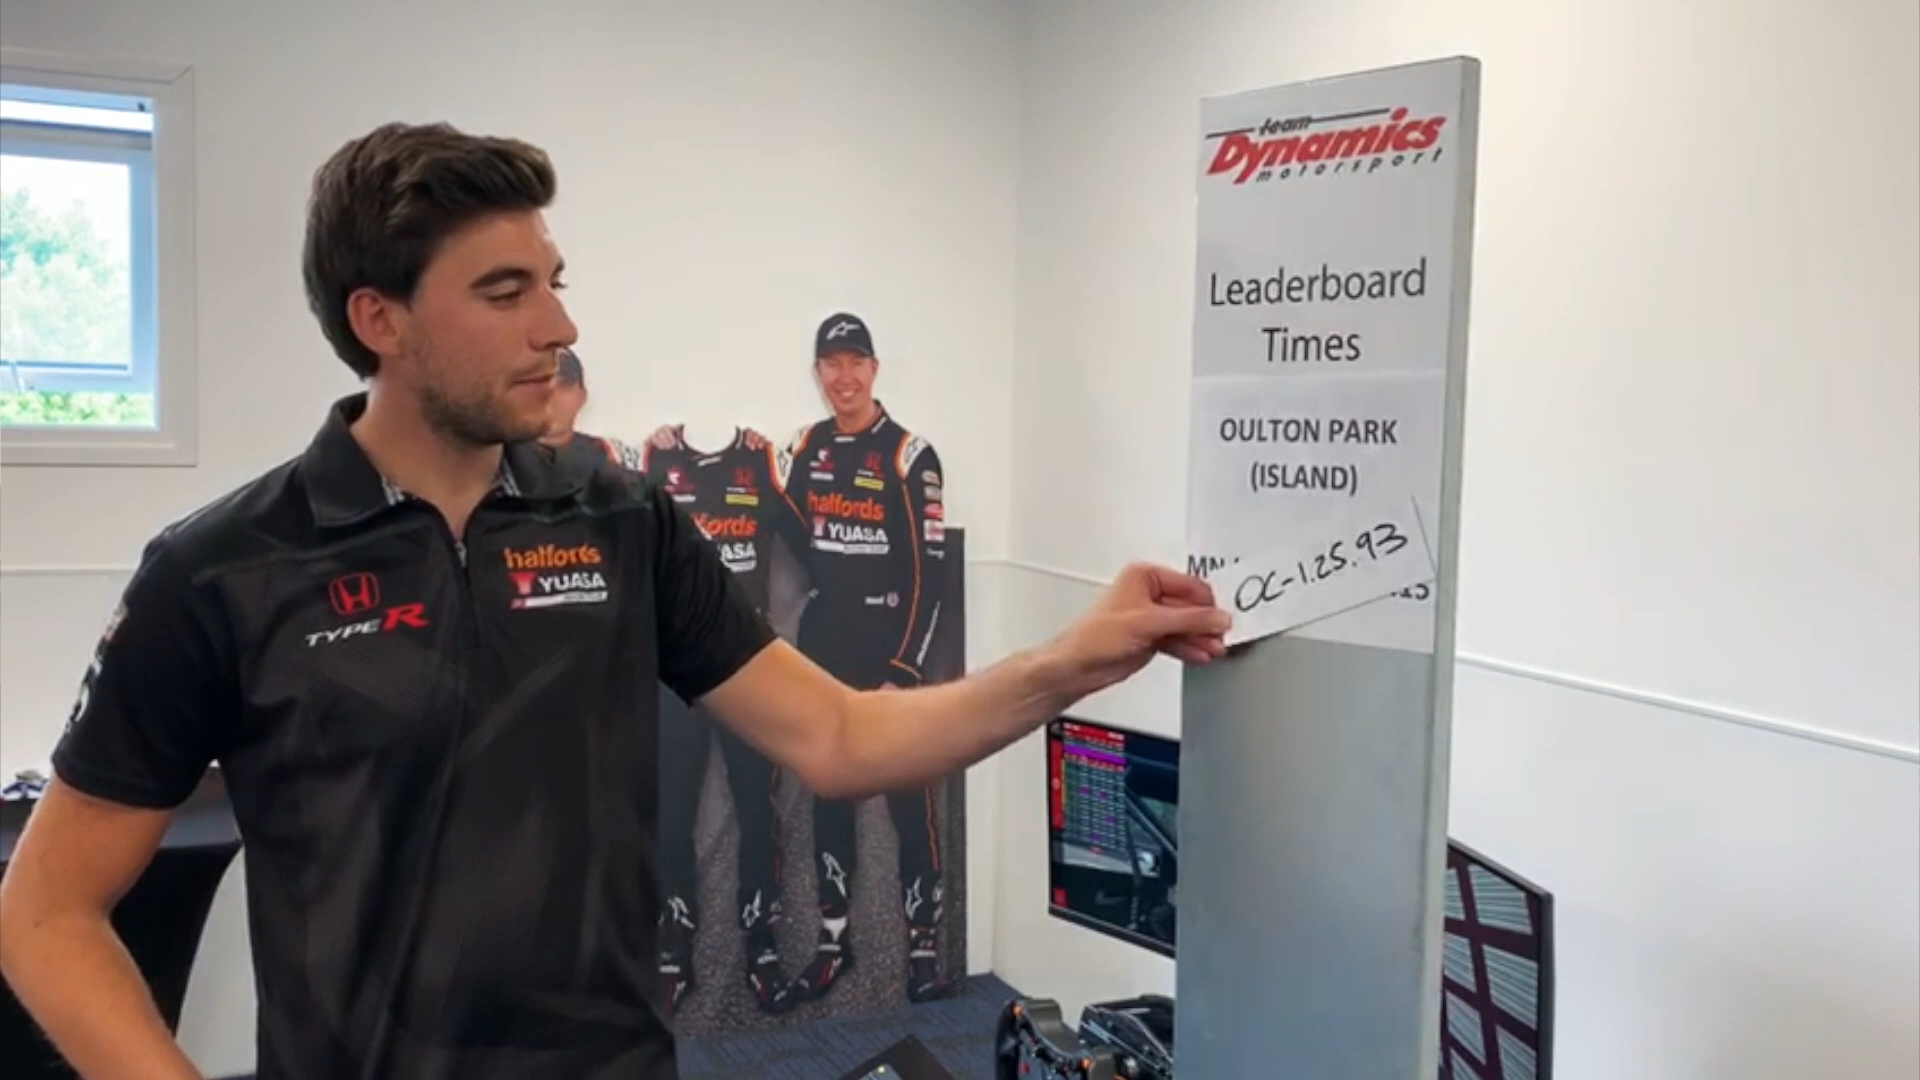 team
Dynamics
motorsport
Leaderboard
Times
OULTON PARK
(ISLAND)
OC-1.25.93
halfords
YUASA
TYPE R
halfords
YUASA